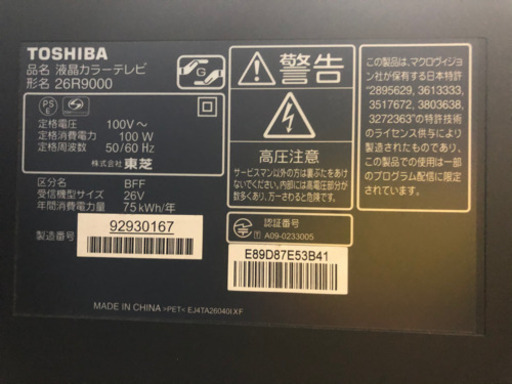 TOSHIBA
品名 液晶カラーテレビ
形名 26R9000
PS
E
G
定格電圧 100V～
定格消費電力 100 W
定格周波数 50/60 Hz
株式会社 東芝
区分名 BFF
受信機型サイズ 26V
年間消費電力量 75 kWh/年
製造番号 92930167
警告
高圧注意
サービスマン以外の方は裏ぶたをあけ
ないでください。内部には高電圧部分が
数多くあり、万一さわると危険です。
認証番号
T A09-0233005
E89D87E53B41
この製品は、マクロヴィジョン
社が保有する日本特許
"2895629, 3613333,
3517672, 3803638,
3272363"の特許技術
のライセンス供与により製
造されたものであり、これら
の技術の使用を一部の
プログラム配信に限定
されています。
MADE IN CHINA >PET< EJ4TA26040I XF